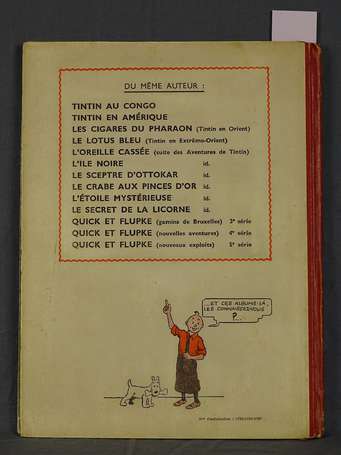 DU MÊME AUTEUR :
TINTIN AU CONGO
TINTIN EN AMÉRIQUE
LES CIGARES DU PHARAON (Tintin en Orient)
LE LOTUS BLEU (Tintin en Extrême-Orient)
L'OREILLE CASSÉE (suite des Aventures de Tintin)
L'ILE NOIRE id.
LE SCEPTRE D'OTTOKAR id.
LE CRABE AUX PINCES D'OR id.
L'ÉTOILE MYSTÉRIEUSE id.
LE SECRET DE LA LICORNE id.
QUICK ET FLUPKE (gamins de Bruxelles) 3e série
QUICK ET FLUPKE (nouvelles aventures) 4e série
QUICK ET FLUPKE (nouveaux exploits) 5e série
...ET CES ALBUMS-LÀ,
LES CONNAISSEZ-VOUS
?...